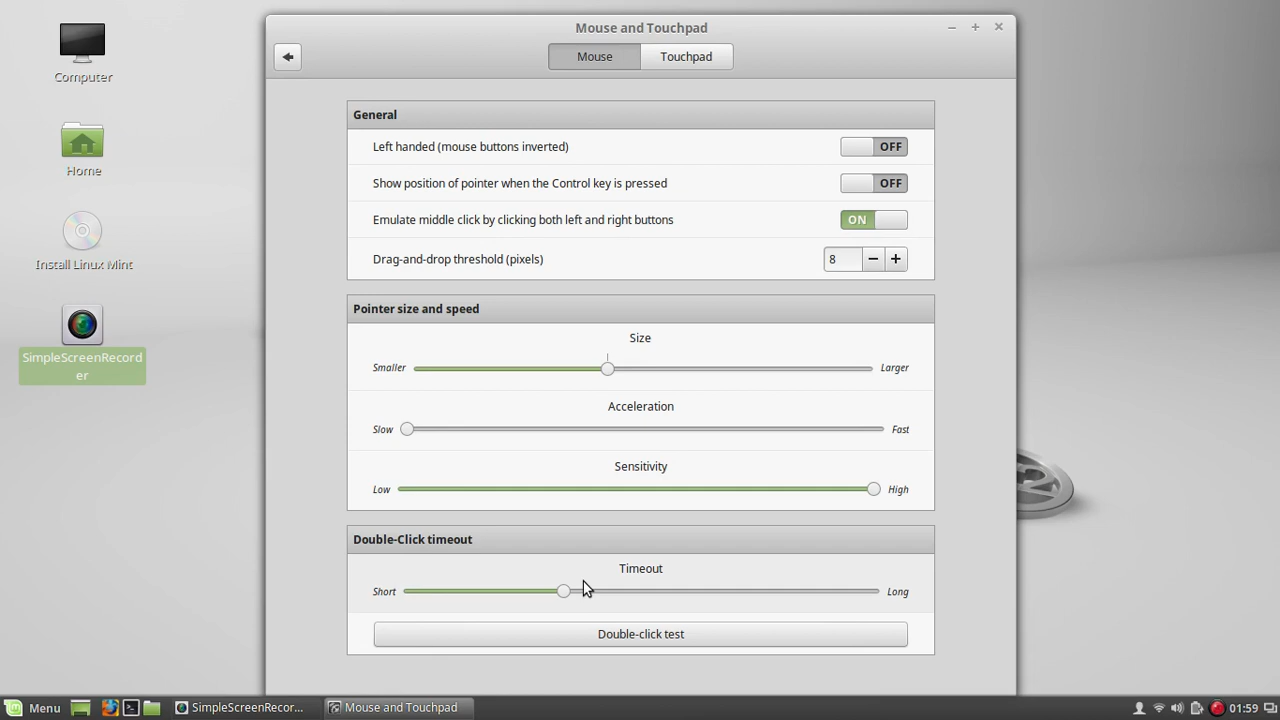 Mouse and Touchpad
Mouse
Touchpad
Computer
Home
Install Linux Mint
SimpleScreenRecord
er
General
Left handed (mouse buttons inverted)
OFF
Show position of pointer when the Control key is pressed
OFF
Emulate middle click by clicking both left and right buttons
ON
Drag-and-drop threshold (pixels)
8
Pointer size and speed
Size
Smaller
Larger
Acceleration
Slow
Fast
Sensitivity
Low
High
Double-Click timeout
Timeout
Short
Long
Double-click test
Menu
SimpleScreenRecor...
Mouse and Touchpad
01:59